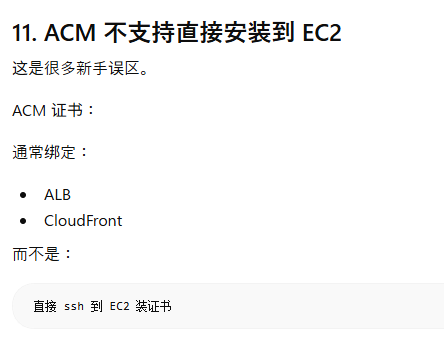 11. ACM 不支持直接安装到 EC2
这是很多新手误区。
ACM 证书：
通常绑定：
ALB
CloudFront
而不是：
直接 ssh 到 EC2 装证书